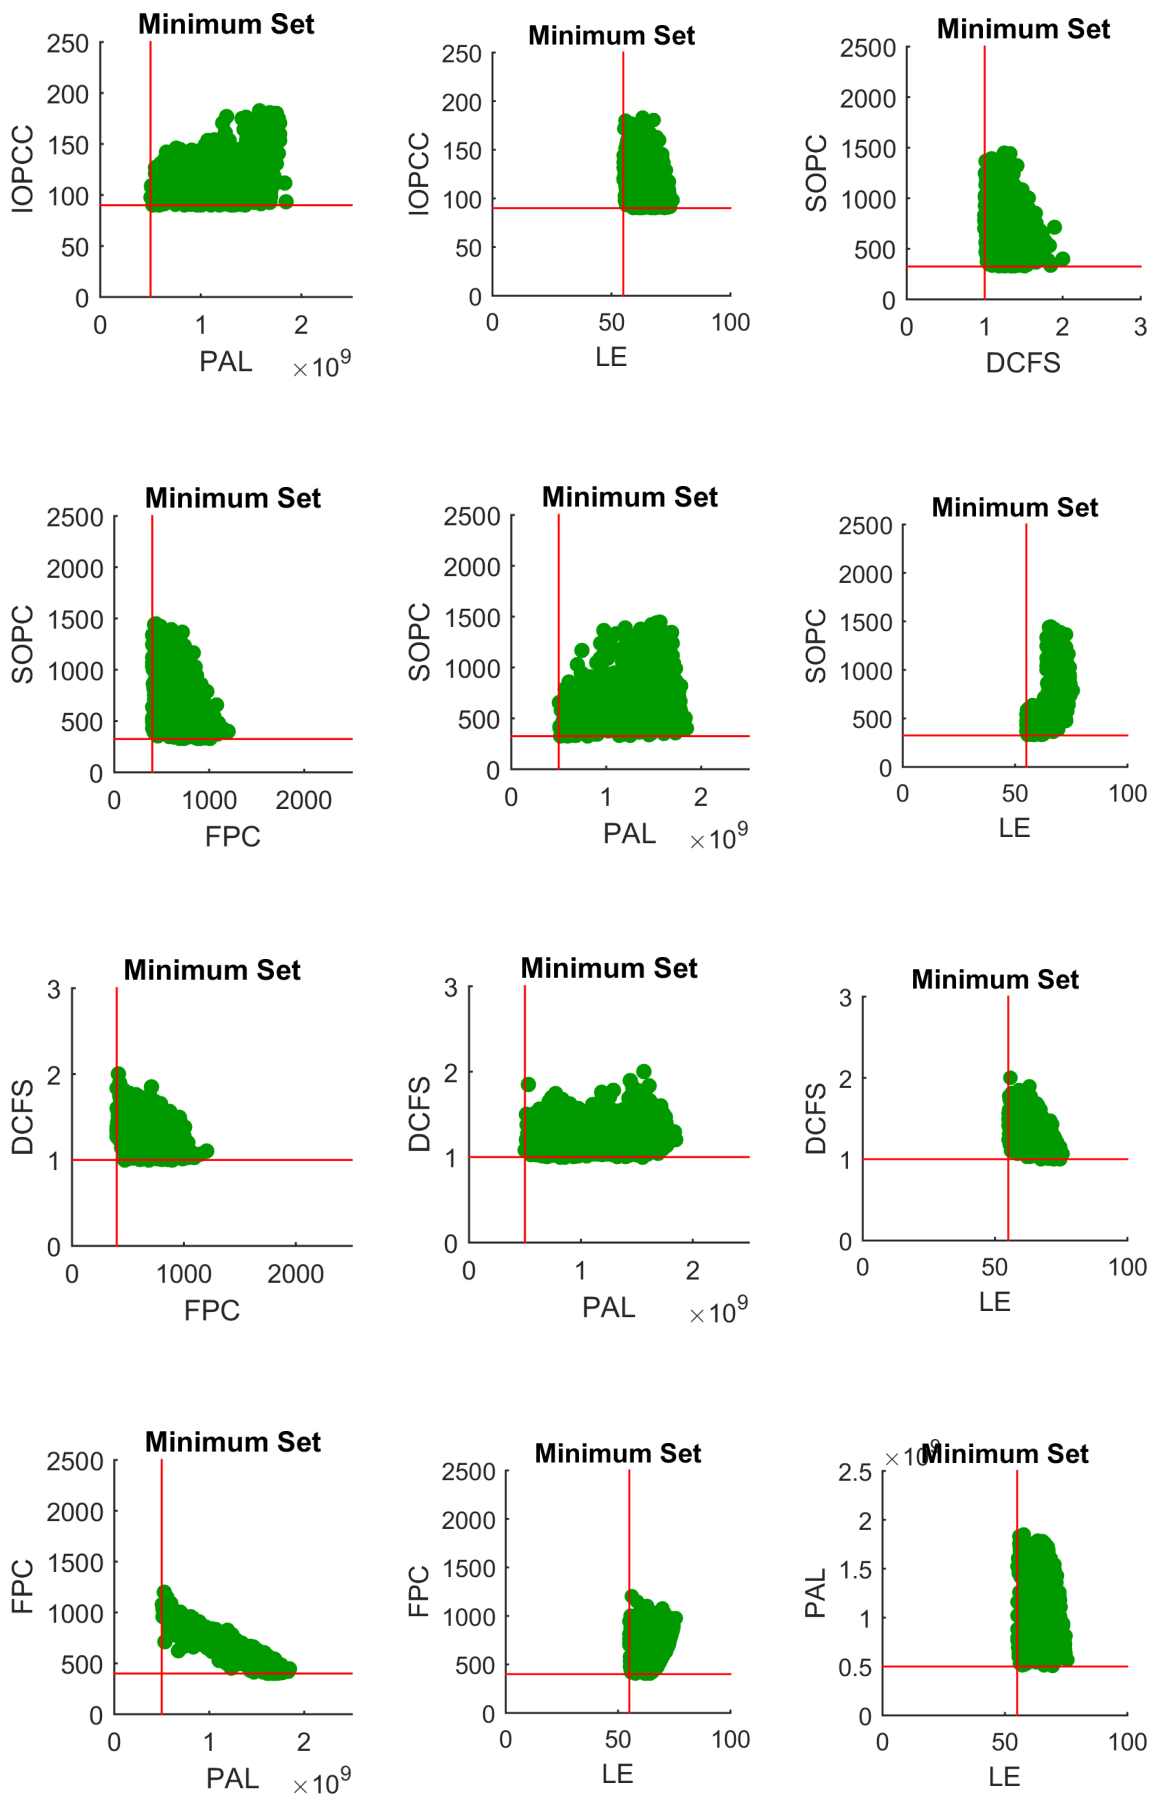 Minimum Set
250
200
150
100
50
0
IOPCC
0 1 2
PAL ×10^9
Minimum Set
250
200
150
100
50
0
IOPCC
0 50 100
LE
Minimum Set
2500
2000
1500
1000
500
0
SOPC
0 1 2 3
DCFS
Minimum Set
2500
2000
1500
1000
500
0
SOPC
0 1000 2000
FPC
Minimum Set
2500
2000
1500
1000
500
0
SOPC
0 1 2
PAL ×10^9
Minimum Set
2500
2000
1500
1000
500
0
SOPC
0 50 100
LE
Minimum Set
3
2
1
0
DCFS
0 1000 2000
FPC
Minimum Set
3
2
1
0
DCFS
0 1 2
PAL ×10^9
Minimum Set
3
2
1
0
DCFS
0 50 100
LE
Minimum Set
2500
2000
1500
1000
500
0
FPC
0 1 2
PAL ×10^9
Minimum Set
2500
2000
1500
1000
500
0
FPC
0 50 100
LE
×10^9
Minimum Set
2.5
2
1.5
1
0.5
0
PAL
0 50 100
LE